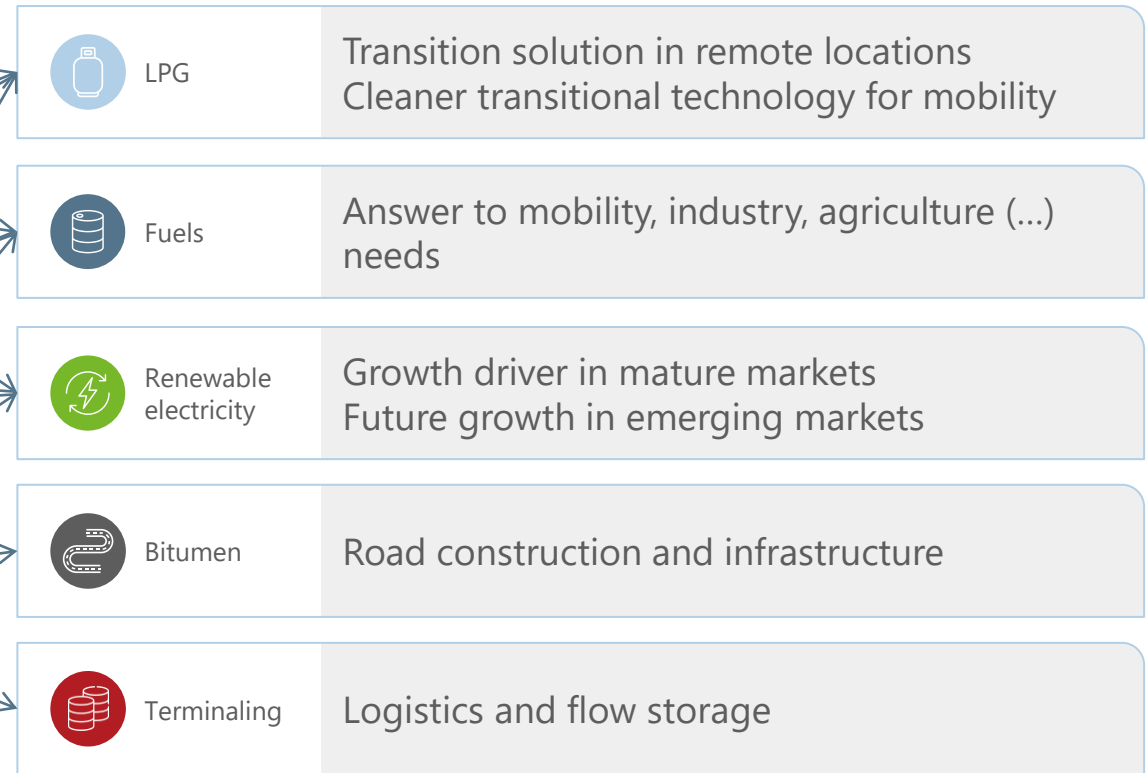 LPG
Transition solution in remote locations
Cleaner transitional technology for mobility
Fuels
Answer to mobility, industry, agriculture (...)
needs
Renewable
electricity
Growth driver in mature markets
Future growth in emerging markets
Bitumen
Road construction and infrastructure
Terminaling
Logistics and flow storage